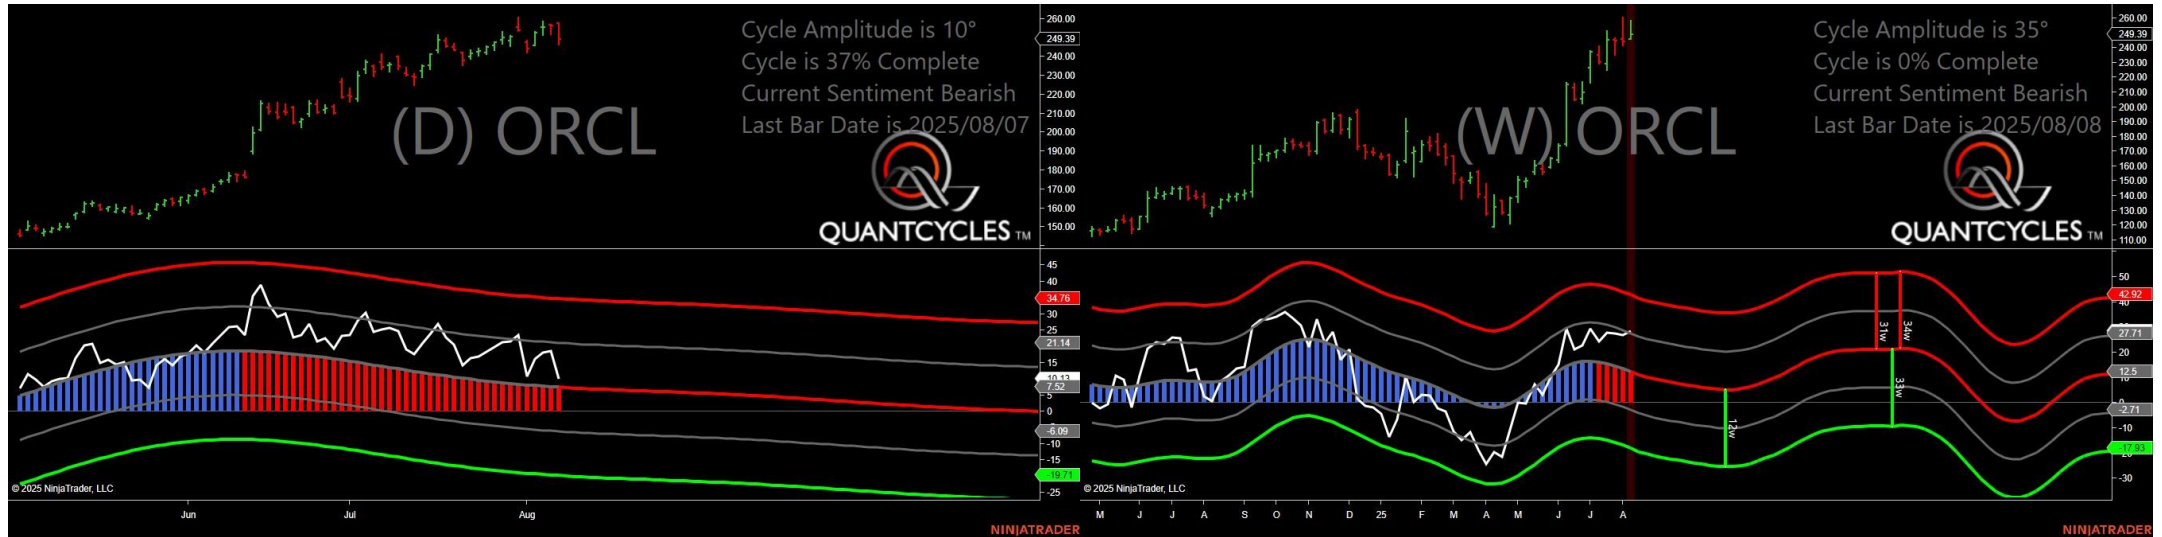 Cycle Amplitude is 10°
Cycle is 37% Complete
Current Sentiment Bearish
Last Bar Date is 2025/08/07
(D) ORCL
QUANTCYCLES TM
260.00
249.39
240.00
230.00
220.00
210.00
200.00
190.00
180.00
170.00
160.00
150.00
45
40
34.76
30
25
21.14
15
7.52
5
0
-6.09
-10
-15
-19.71
-25
© 2025 NinjaTrader, LLC
Jun Jul Aug
NINJATRADER
Cycle Amplitude is 35°
Cycle is 0% Complete
Current Sentiment Bearish
Last Bar Date is 2025/08/08
(W) ORCL
QUANTCYCLES TM
260.00
249.39
240.00
230.00
220.00
210.00
200.00
190.00
180.00
170.00
160.00
150.00
140.00
130.00
120.00
110.00
50
42.92
27.71
20
12.5
-2.71
-10
-17.93
-30
31w
34w
33w
12w
© 2025 NinjaTrader, LLC
M J J A S O N D 25 F M A M J J A
NINJATRADER